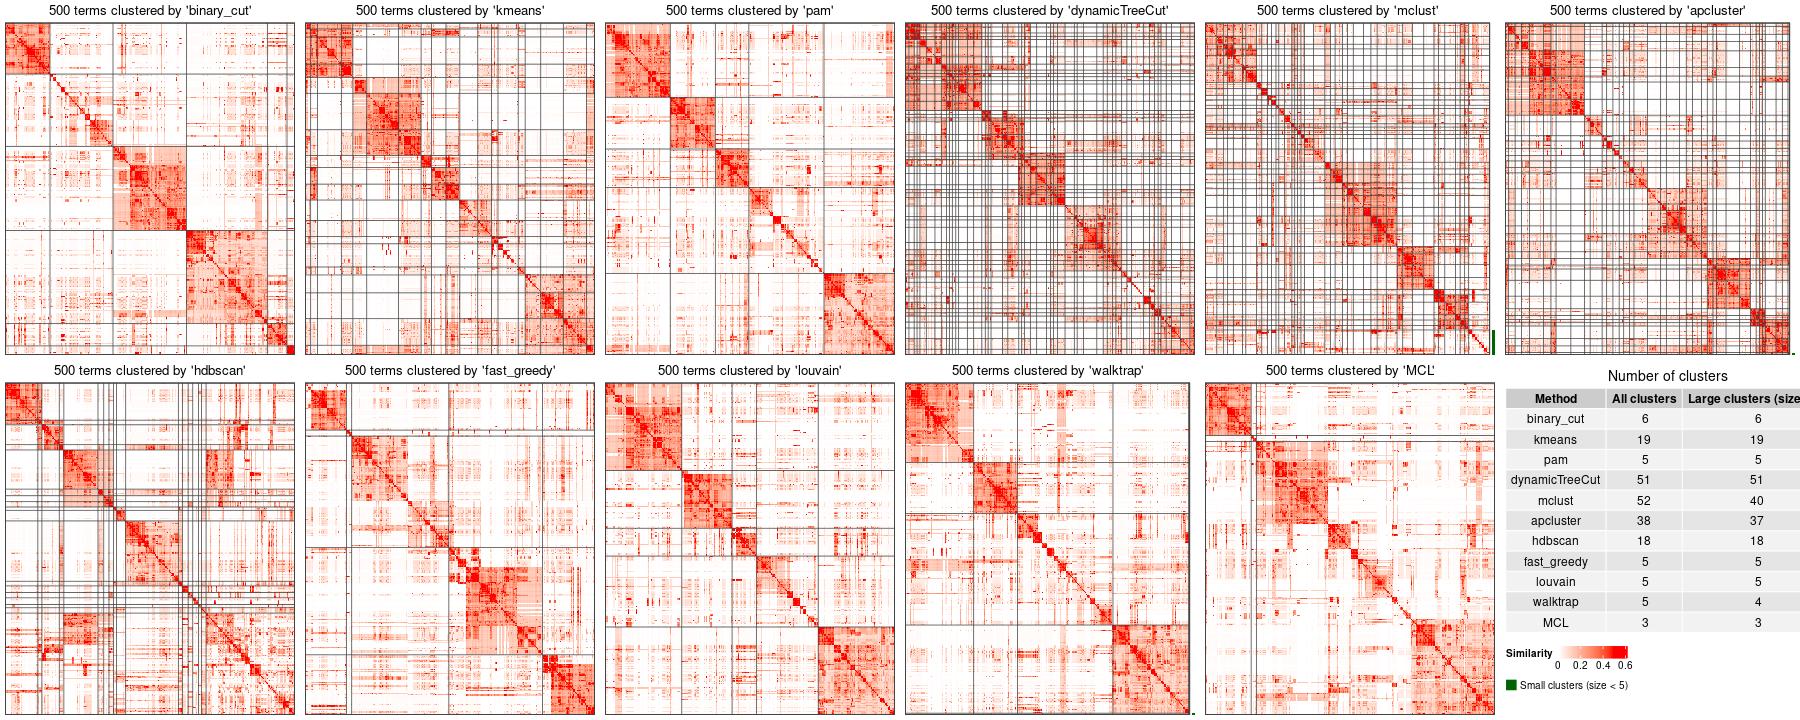 500 terms clustered by 'binary_cut'
500 terms clustered by 'kmeans'
500 terms clustered by 'pam'
500 terms clustered by 'dynamicTreeCut'
500 terms clustered by 'mclust'
500 terms clustered by 'apcluster'
500 terms clustered by 'hdbscan'
500 terms clustered by 'fast_greedy'
500 terms clustered by 'louvain'
500 terms clustered by 'walktrap'
500 terms clustered by 'MCL'
Number of clusters
Method All clusters Large clusters (size
binary_cut 6 6
kmeans 19 19
pam 5 5
dynamicTreeCut 51 51
mclust 52 40
apcluster 38 37
hdbscan 18 18
fast_greedy 5 5
louvain 5 5
walktrap 5 4
MCL 3 3
Similarity
0 0.2 0.4 0.6
Small clusters (size < 5)